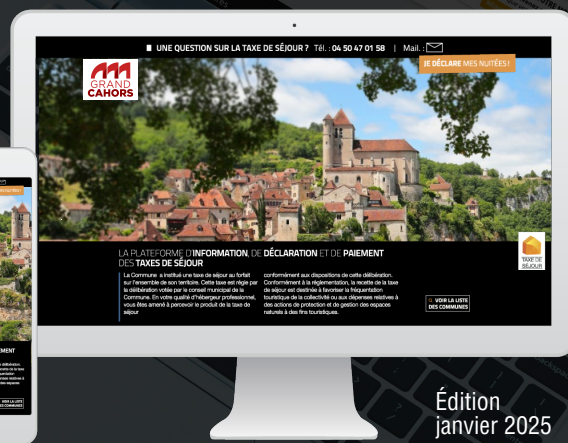 UNE QUESTION SUR LA TAXE DE SÉJOUR ? Tél. : 04 50 47 01 58 | Mail. :
JE DÉCLARE MES NUITÉES !
GRAND
CAHORS
LA PLATEFORME D'INFORMATION, DE DÉCLARATION ET DE PAIEMENT
DES TAXES DE SÉJOUR
La Commune a institué une taxe de séjour au forfait
sur l'ensemble de son territoire. Cette taxe est régie par
la délibération votée par le conseil municipal de la
Commune. En votre qualité d'hébergeur professionnel,
vous êtes amené à percevoir le produit de la taxe de
séjour
conformément aux dispositions de cette délibération.
Conformément à la réglementation, la recette de la taxe
de séjour est destinée à favoriser la fréquentation
touristique de la collectivité ou aux dépenses relatives à
des actions de protection et de gestion des espaces
naturels à des fins touristiques.
TAXE DE
SÉJOUR
VOIR LA LISTE
DES COMMUNES
Édition
janvier 2025